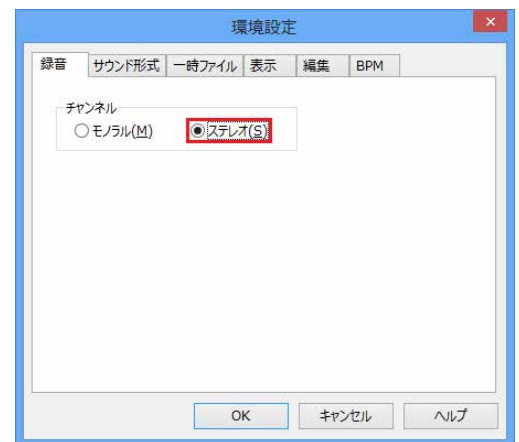 環境設定
録音 サウンド形式 一時ファイル 表示 編集 BPM
チャンネル
モノラル(M) ステレオ(S)
OK キャンセル ヘルプ